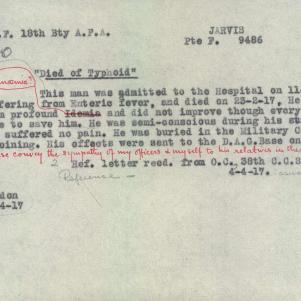 .F. 18th Bty A.F.A.
JARVIS
Pte F. 9486
"Died of Typhoid"
This man was admitted to the Hospital on 11
fering from Enteric fever, and died on 23-2-17. He
profound Idemia and did not improve though every
to save him. He was semi-conscious during his st
suffered no pain. He was buried in the Military C
oining. His effects were sent to the D.A.G.Base on
se convey the sympathy of my officers & myself to his relatives in
Ref. letter recd. from O.C. 38th C.C.S
Reference -
4-4-17.
don
4-17